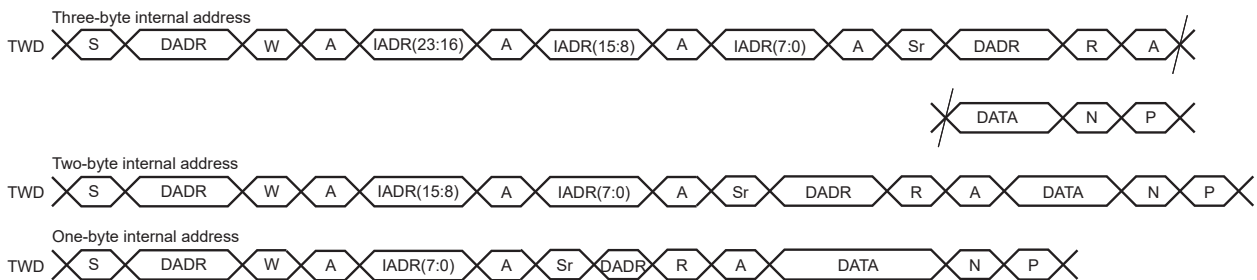 Three-byte internal address
TWD S DADR W A IADR(23:16) A IADR(15:8) A IADR(7:0) A Sr DADR R A
DATA N P
Two-byte internal address
TWD S DADR W A IADR(15:8) A IADR(7:0) A Sr DADR R A DATA N P
One-byte internal address
TWD S DADR W A IADR(7:0) A Sr DADR R A DATA N P